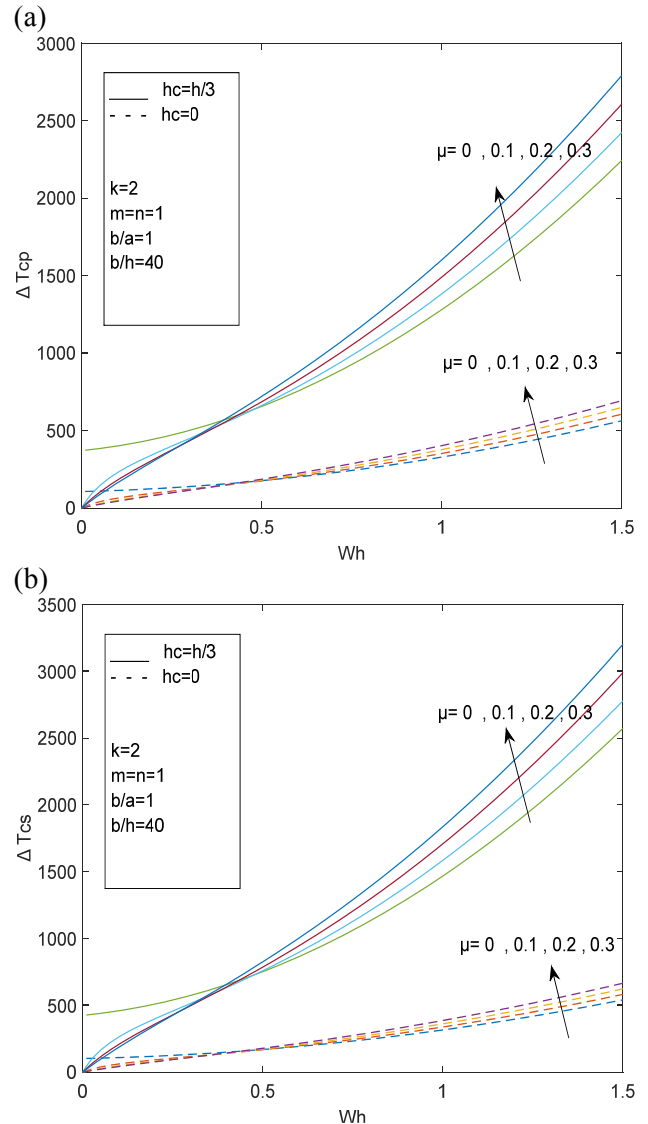 (a)
3000
2500
2000
1500
1000
500
0
Δ Tcp
hc=h/3
hc=0
k=2
m=n=1
b/a=1
b/h=40
μ= 0 , 0.1 , 0.2 , 0.3
μ= 0 , 0.1 , 0.2 , 0.3
0 0.5 1 1.5
Wh
(b)
3500
3000
2500
2000
1500
1000
500
0
Δ Tcs
hc=h/3
hc=0
k=2
m=n=1
b/a=1
b/h=40
μ= 0 , 0.1 , 0.2 , 0.3
μ= 0 , 0.1 , 0.2 , 0.3
0 0.5 1 1.5
Wh